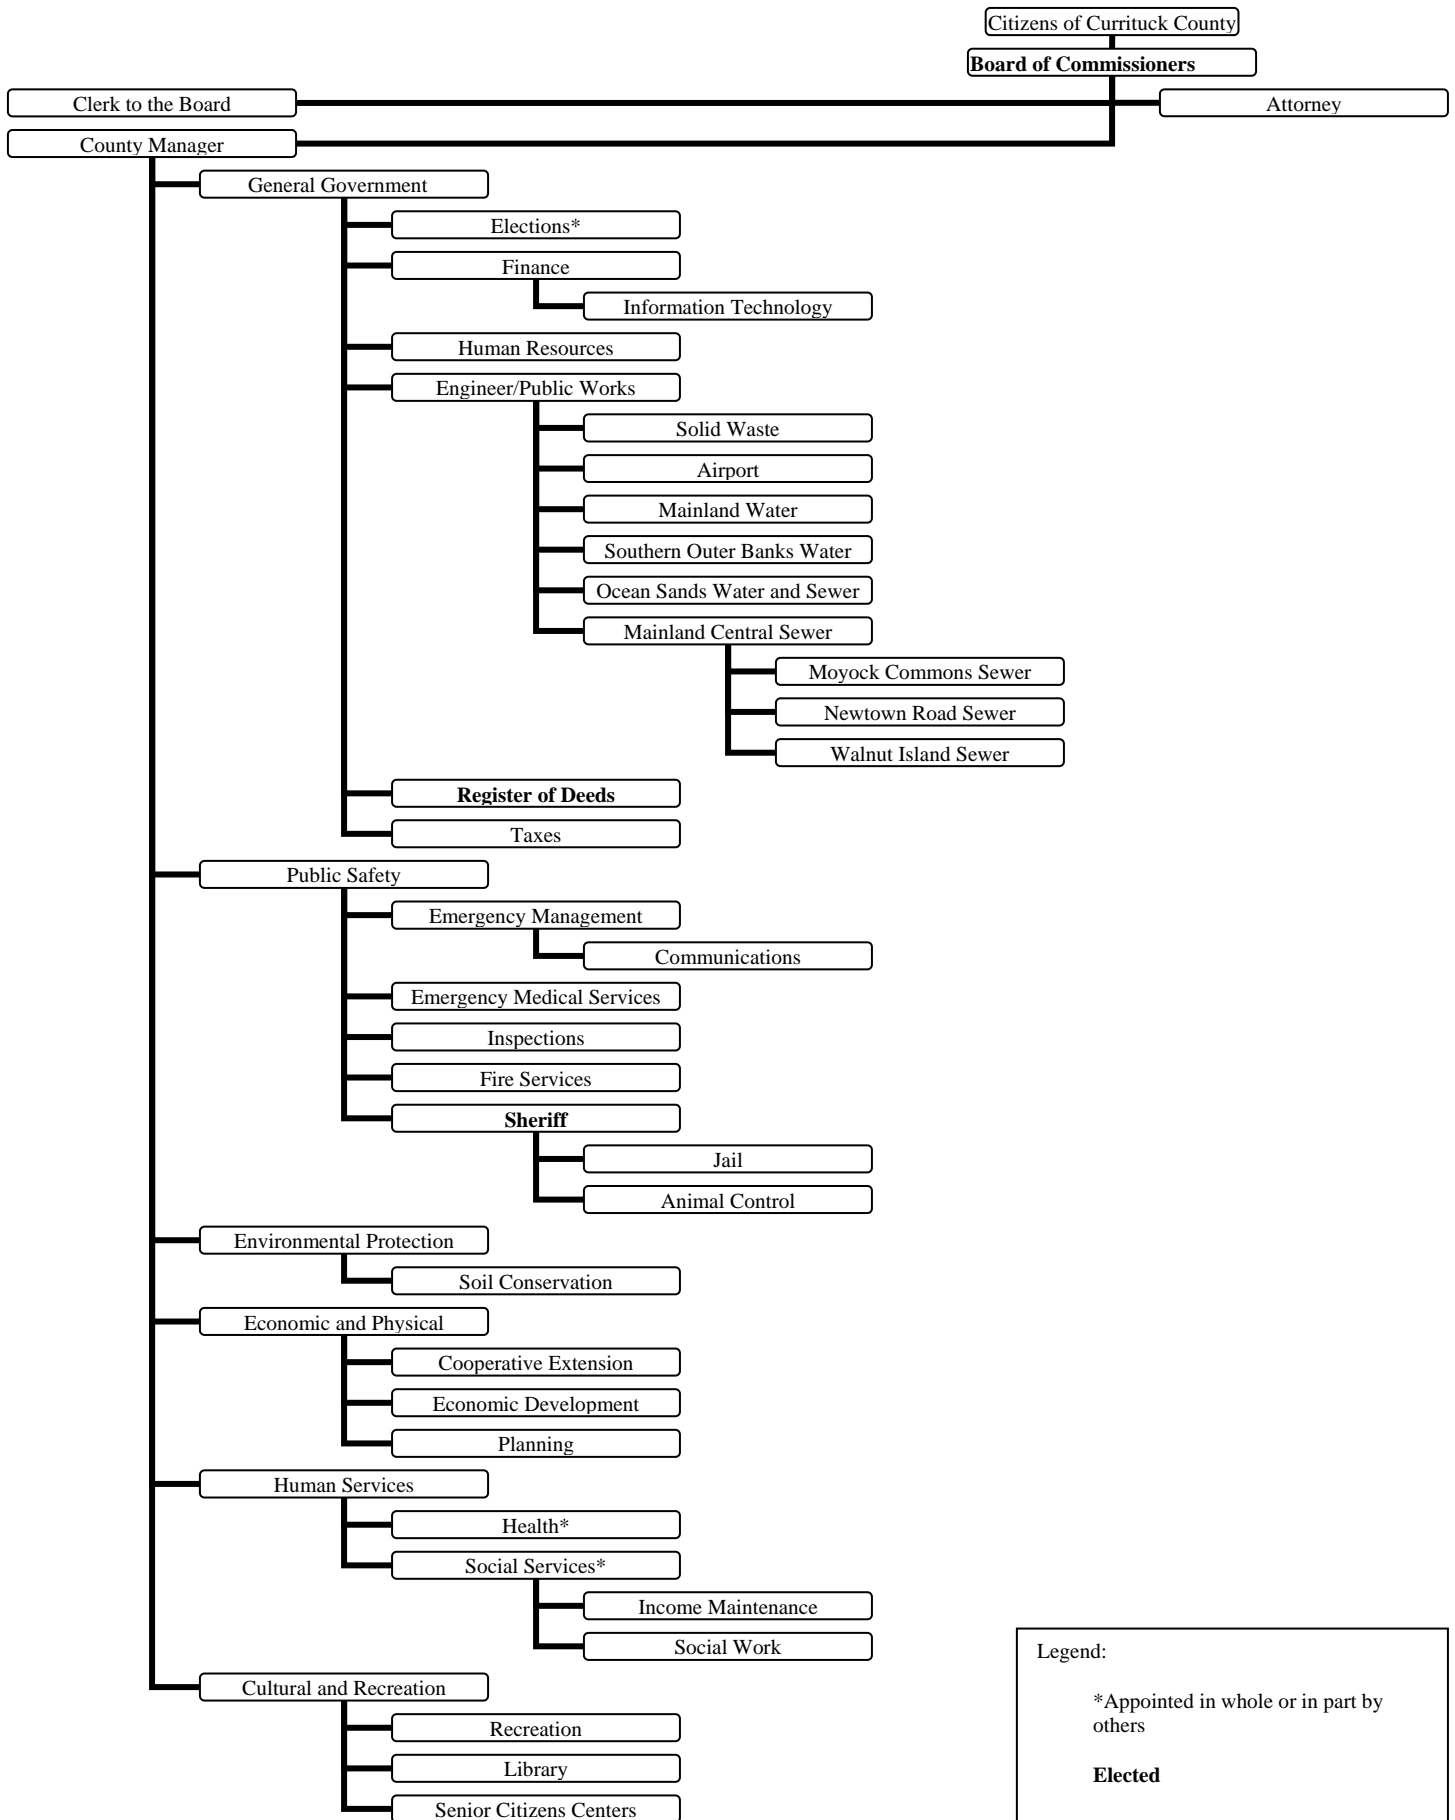 Citizens of Currituck County
Board of Commissioners
Clerk to the Board
Attorney
County Manager
General Government
Elections*
Finance
Information Technology
Human Resources
Engineer/Public Works
Solid Waste
Airport
Mainland Water
Southern Outer Banks Water
Ocean Sands Water and Sewer
Mainland Central Sewer
Moyock Commons Sewer
Newtown Road Sewer
Walnut Island Sewer
Register of Deeds
Taxes
Public Safety
Emergency Management
Communications
Emergency Medical Services
Inspections
Fire Services
Sheriff
Jail
Animal Control
Environmental Protection
Soil Conservation
Economic and Physical
Cooperative Extension
Economic Development
Planning
Human Services
Health*
Social Services*
Income Maintenance
Social Work
Cultural and Recreation
Recreation
Library
Senior Citizens Centers
Legend:
*Appointed in whole or in part by
others
Elected